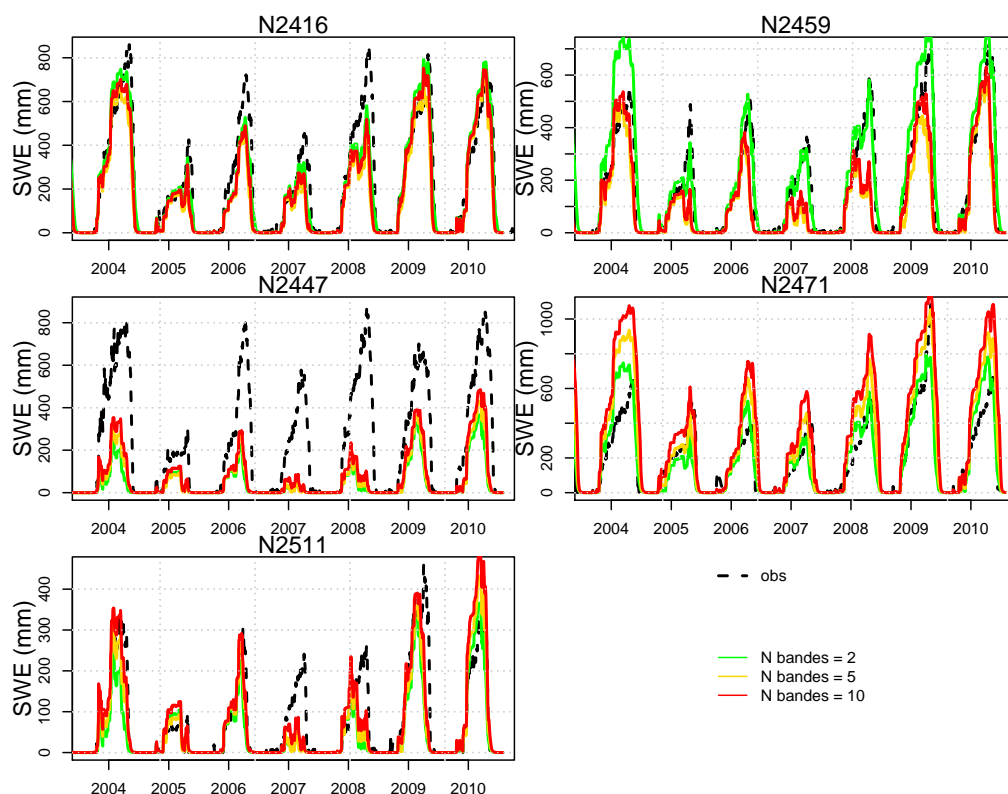 N2416
SWE (mm)
0 200 400 600 800
2004 2005 2006 2007 2008 2009 2010
N2459
SWE (mm)
0 200 400 600
2004 2005 2006 2007 2008 2009 2010
N2447
SWE (mm)
0 200 400 600 800
2004 2005 2006 2007 2008 2009 2010
N2471
SWE (mm)
0 200 600 1000
2004 2005 2006 2007 2008 2009 2010
N2511
SWE (mm)
0 100 200 300 400
2004 2005 2006 2007 2008 2009 2010
obs
N bandes = 2
N bandes = 5
N bandes = 10